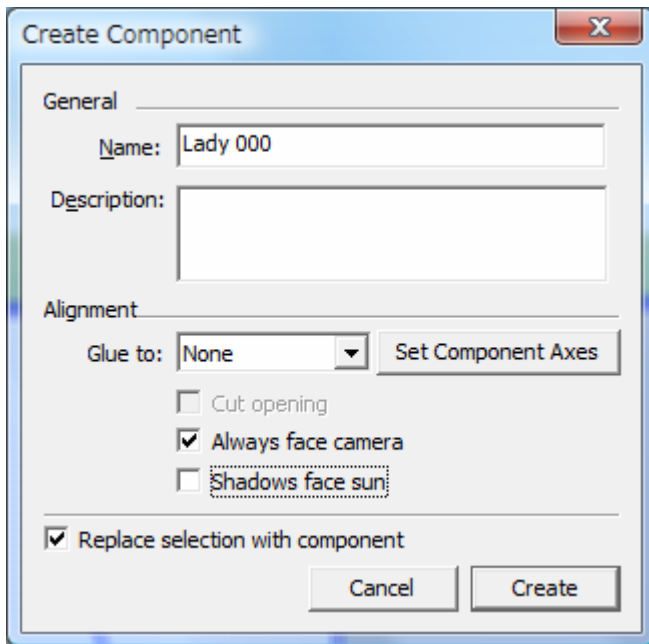 Create Component
General
Name: Lady 000
Description:
Alignment
Glue to: None Set Component Axes
Cut opening
Always face camera
Shadows face sun
Replace selection with component
Cancel Create